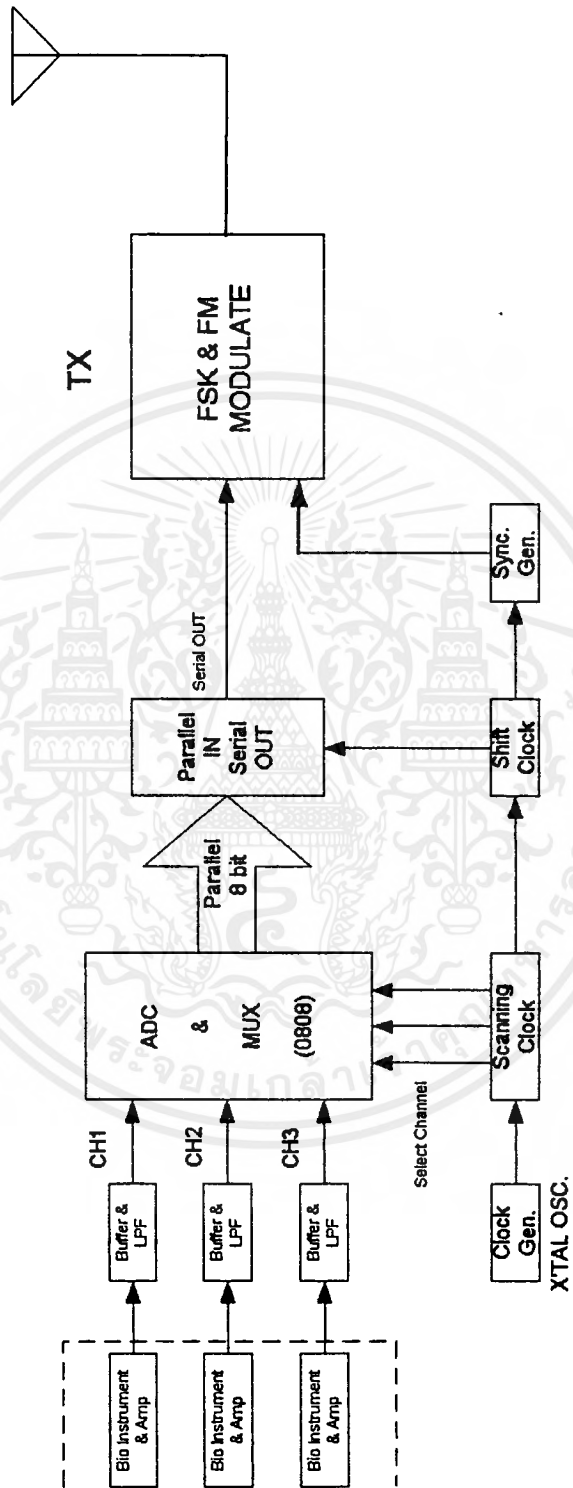 TX
FSK & FM
MODULATE
Serial OUT
Parallel
IN
Serial
OUT
Parallel
8 bit
ADC
&
MUX
(0808)
CH1
CH2
CH3
Buffer &
LPF
Buffer &
LPF
Buffer &
LPF
Bio Instrument
& Amp
Bio Instrument
& Amp
Bio Instrument
& Amp
Select Channel
Clock
Gen.
X'TAL OSC.
Scanning
Clock
Shift
Clock
Sync.
Gen.